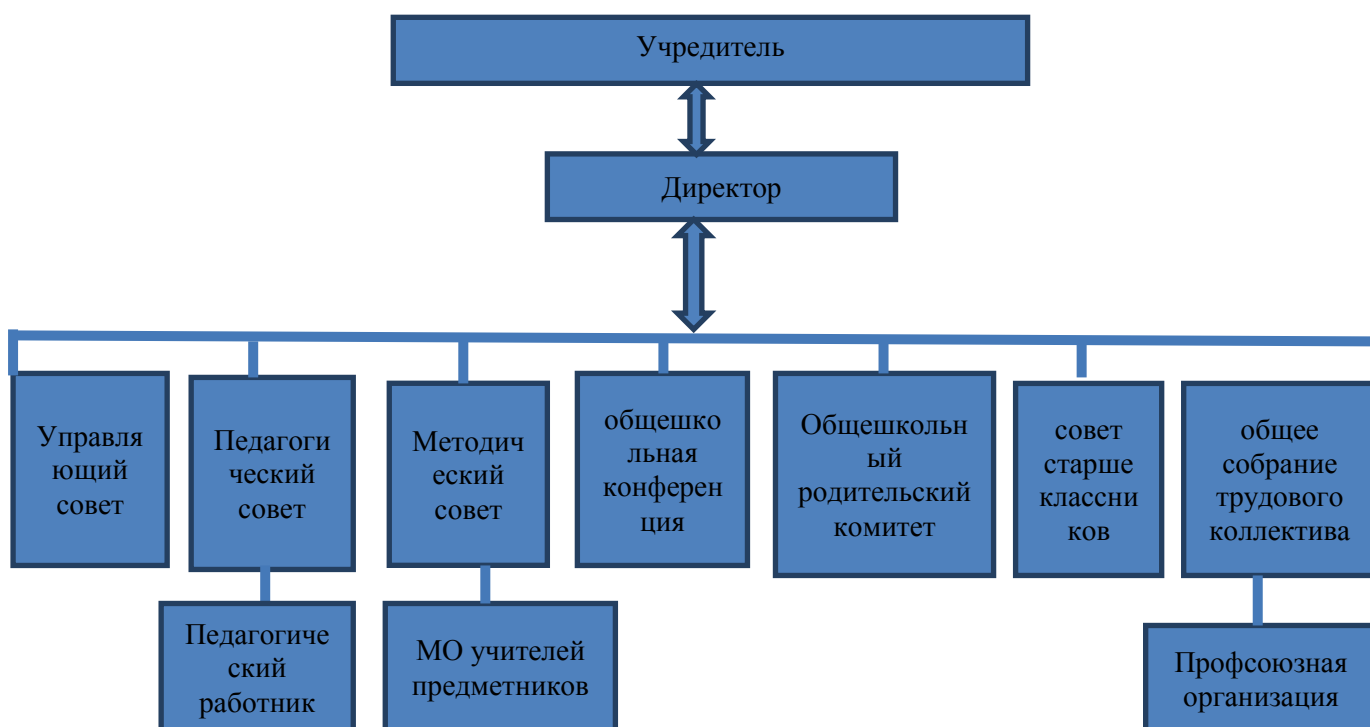 Учредитель
Директор
Управля
ющий
совет
Педагоги
ческий
совет
Методич
еский
совет
общешко
льная
конферен
ция
Общешкольн
ый
родительский
комитет
совет
старше
классни
ков
общее
собрание
трудового
коллектива
Педагогиче
ский
работник
МО учителей
предметников
Профсоюзная
организация